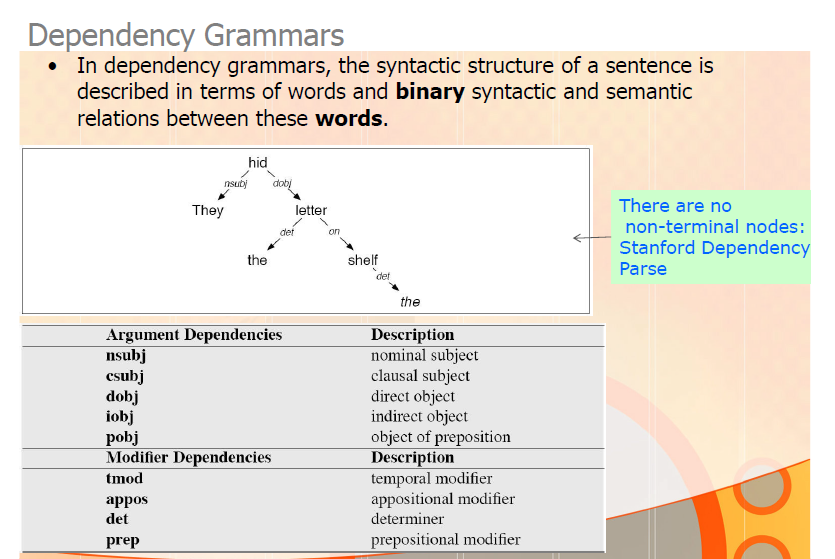 Dependency Grammars
• In dependency grammars, the syntactic structure of a sentence is
described in terms of words and binary syntactic and semantic
relations between these words.
hid
nsubj dobj
They letter
det on
the shelf
det
the
There are no
non-terminal nodes:
Stanford Dependency
Parse
Argument Dependencies Description
nsubj nominal subject
csubj clausal subject
dobj direct object
iobj indirect object
pobj object of preposition
Modifier Dependencies Description
tmod temporal modifier
appos appositional modifier
det determiner
prep prepositional modifier